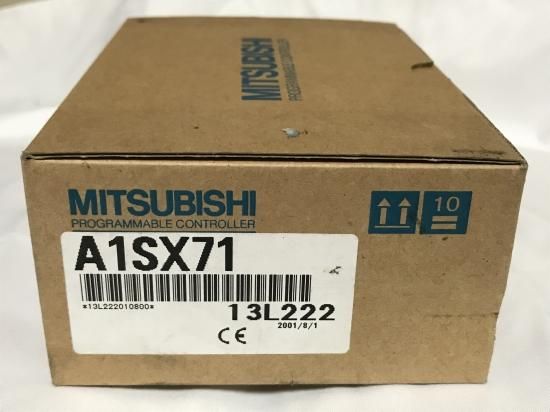 MITSUBISHI
PROGRAMMABLE CONTROLLER
MITSUBISHI
PROGRAMMABLE CONTROLLER
10
A1SX71
*13L222010800*
13L222
2001/8/1
CE